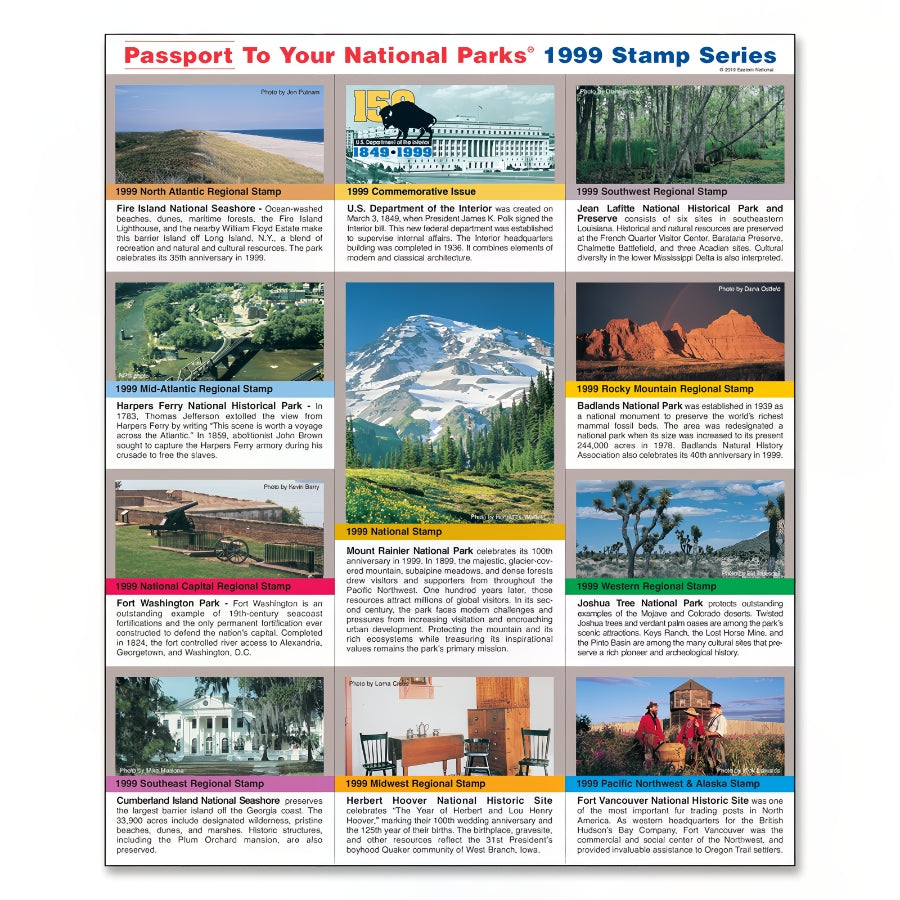 Passport To Your National Parks® 1999 Stamp Series
© 2019 Eastern National
Photo by Jen Putnam
1999 North Atlantic Regional Stamp
Fire Island National Seashore - Ocean-washed
beaches, dunes, maritime forests, the Fire Island
Lighthouse, and the nearby William Floyd Estate make
this barrier island off Long Island, N.Y., a blend of
recreation and natural and cultural resources. The park
celebrates its 35th anniversary in 1999.
150
U.S. Department of the Interior
1849•1999
1999 Commemorative Issue
U.S. Department of the Interior was created on
March 3, 1849, when President James K. Polk signed the
Interior bill. This new federal department was established
to supervise internal affairs. The Interior headquarters
building was completed in 1936. It combines elements of
modern and classical architecture.
Photo by
1999 Southwest Regional Stamp
Jean Lafitte National Historical Park and
Preserve consists of six sites in southeastern
Louisiana. Historical and natural resources are preserved
at the French Quarter Visitor Center, Barataria Preserve,
Chalmette Battlefield, and three Acadian sites. Cultural
diversity in the lower Mississippi Delta is also interpreted.
NPS photo
1999 Mid-Atlantic Regional Stamp
Harpers Ferry National Historical Park - In
1783, Thomas Jefferson extolled the view from
Harpers Ferry by writing "This scene is worth a voyage
across the Atlantic." In 1859, abolitionist John Brown
sought to capture the Harpers Ferry armory during his
crusade to free the slaves.
Photo by
1999 National Stamp
Mount Rainier National Park celebrates its 100th
anniversary in 1999. In 1899, the majestic, glacier-cov-
ered mountain, subalpine meadows, and dense forests
drew visitors and supporters from throughout the
Pacific Northwest. One hundred years later, those
resources attract millions of global visitors. In its sec-
ond century, the park faces modern challenges and
pressures from increasing visitation and encroaching
urban development. Protecting the mountain and its
rich ecosystems while treasuring its inspirational
values remains the park's primary mission.
Photo by Dana Ostfeld
1999 Rocky Mountain Regional Stamp
Badlands National Park was established in 1939 as
a national monument to preserve the world's richest
mammal fossil beds. The area was redesignated a
national park when its size was increased to its present
244,000 acres in 1978. Badlands Natural History
Association also celebrates its 40th anniversary in 1999.
Photo by Kevin Barry
1999 National Capital Regional Stamp
Fort Washington Park - Fort Washington is an
outstanding example of 19th-century seacoast
fortifications and the only permanent fortification ever
constructed to defend the nation's capital. Completed
in 1824, the fort controlled river access to Alexandria,
Georgetown, and Washington, D.C.
Photo by Bill
1999 Western Regional Stamp
Joshua Tree National Park protects outstanding
examples of the Mojave and Colorado deserts. Twisted
Joshua trees and verdant palm oases are among the park's
scenic attractions. Keys Ranch, the Lost Horse Mine, and
the Pinto Basin are among the many cultural sites that pre-
serve a rich pioneer and archeological history.
Photo by Mike
1999 Southeast Regional Stamp
Cumberland Island National Seashore preserves
the largest barrier island off the Georgia coast. The
33,900 acres include designated wilderness, pristine
beaches, dunes, and marshes. Historic structures,
including the Plum Orchard mansion, are also
preserved.
Photo by Lorna
1999 Midwest Regional Stamp
Herbert Hoover National Historic Site
celebrates "The Year of Herbert and Lou Henry
Hoover," marking their 100th wedding anniversary and
the 125th year of their births. The birthplace, gravesite,
and other resources reflect the 31st President's
boyhood Quaker community of West Branch, Iowa.
Photo by Edwards
1999 Pacific Northwest & Alaska Stamp
Fort Vancouver National Historic Site was one
of the most important fur trading posts in North
America. As western headquarters for the British
Hudson's Bay Company, Fort Vancouver was the
commercial and social center of the Northwest, and
provided invaluable assistance to Oregon Trail settlers.